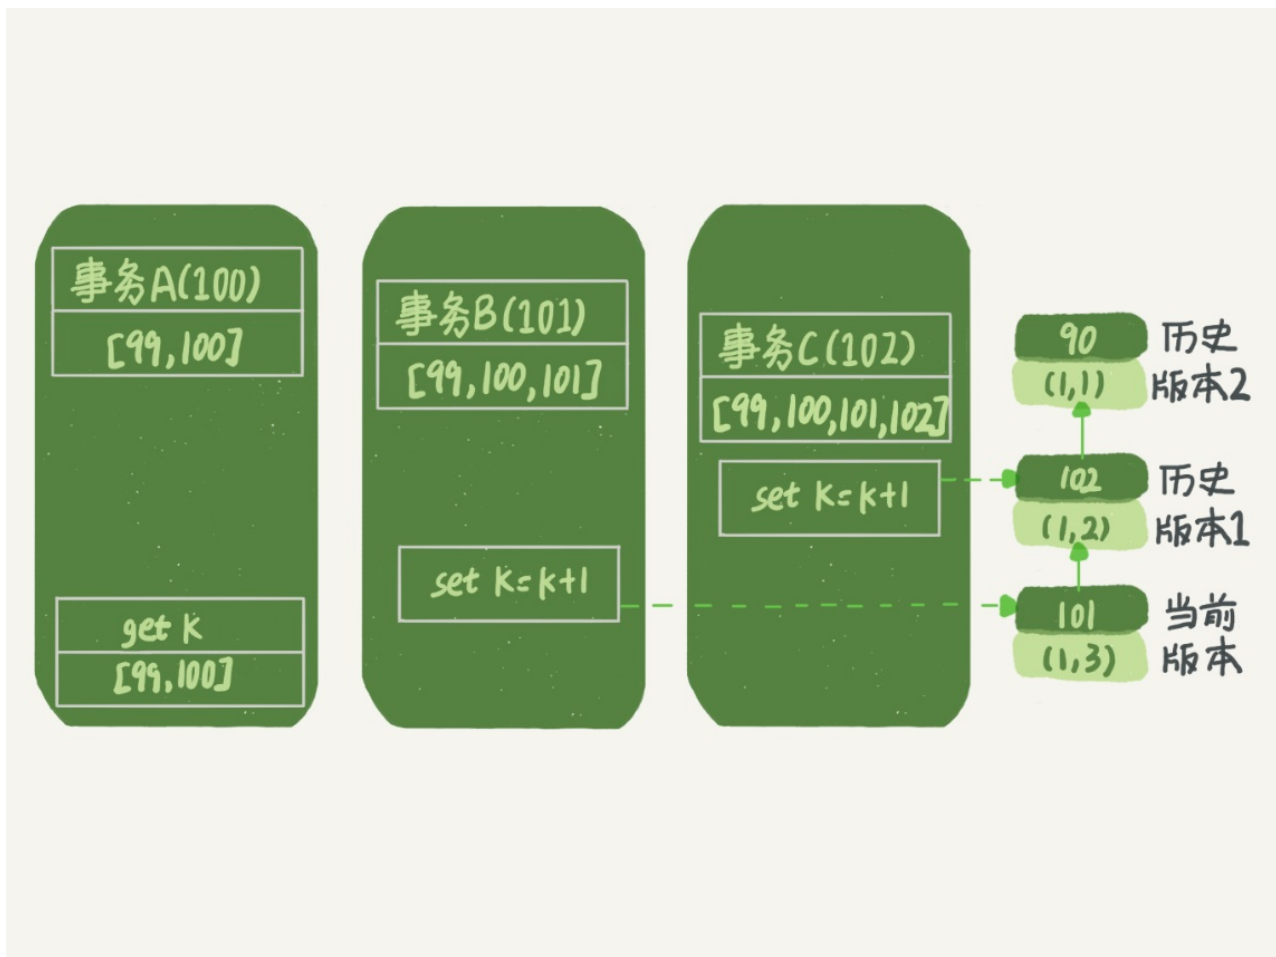 事务A(100)
[99,100]
get K
[99,100]
事务B(101)
[99,100,101]
set K=k+1
事务C(102)
[99,100,101,102]
set K=k+1
90
(1,1)
历史
版本2
102
(1,2)
历史
版本1
101
(1,3)
当前
版本